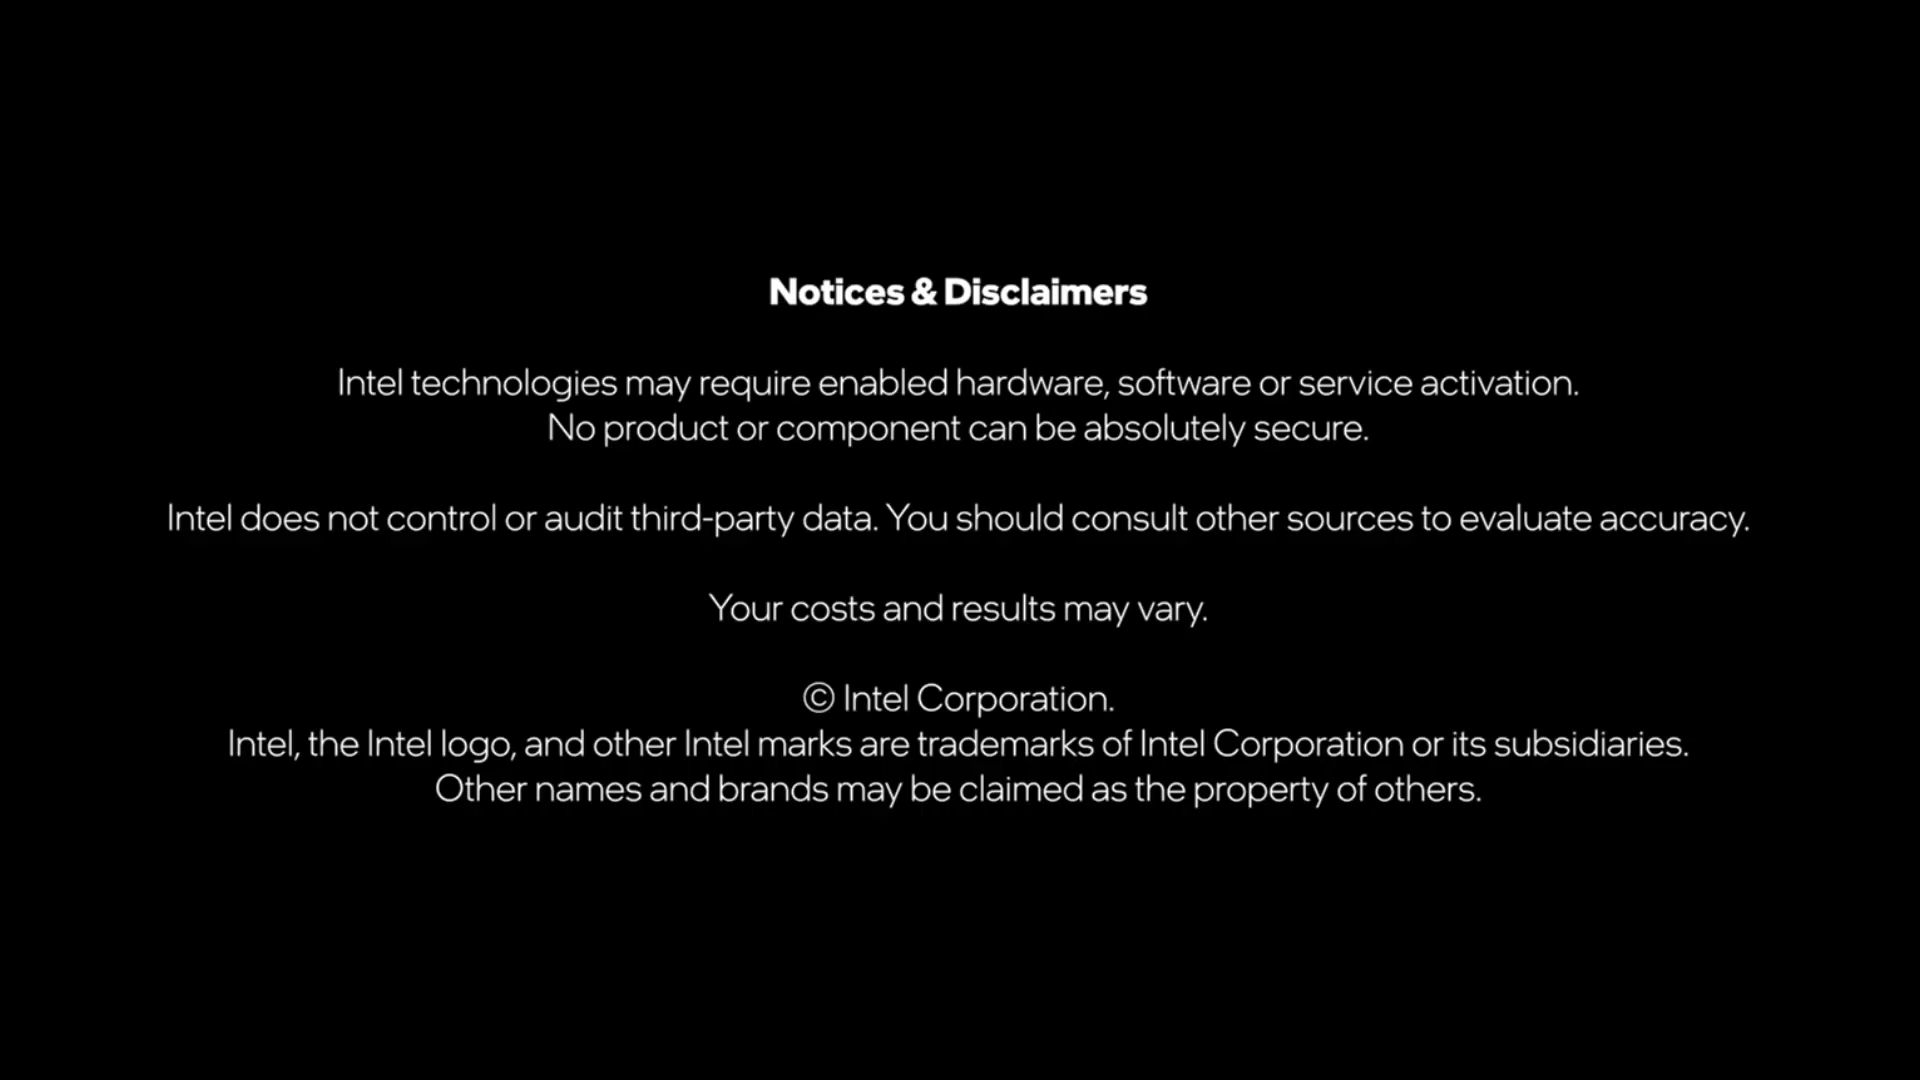 Notices & Disclaimers
Intel technologies may require enabled hardware, software or service activation.
No product or component can be absolutely secure.
Intel does not control or audit third-party data. You should consult other sources to evaluate accuracy.
Your costs and results may vary.
© Intel Corporation.
Intel, the Intel logo, and other Intel marks are trademarks of Intel Corporation or its subsidiaries.
Other names and brands may be claimed as the property of others.